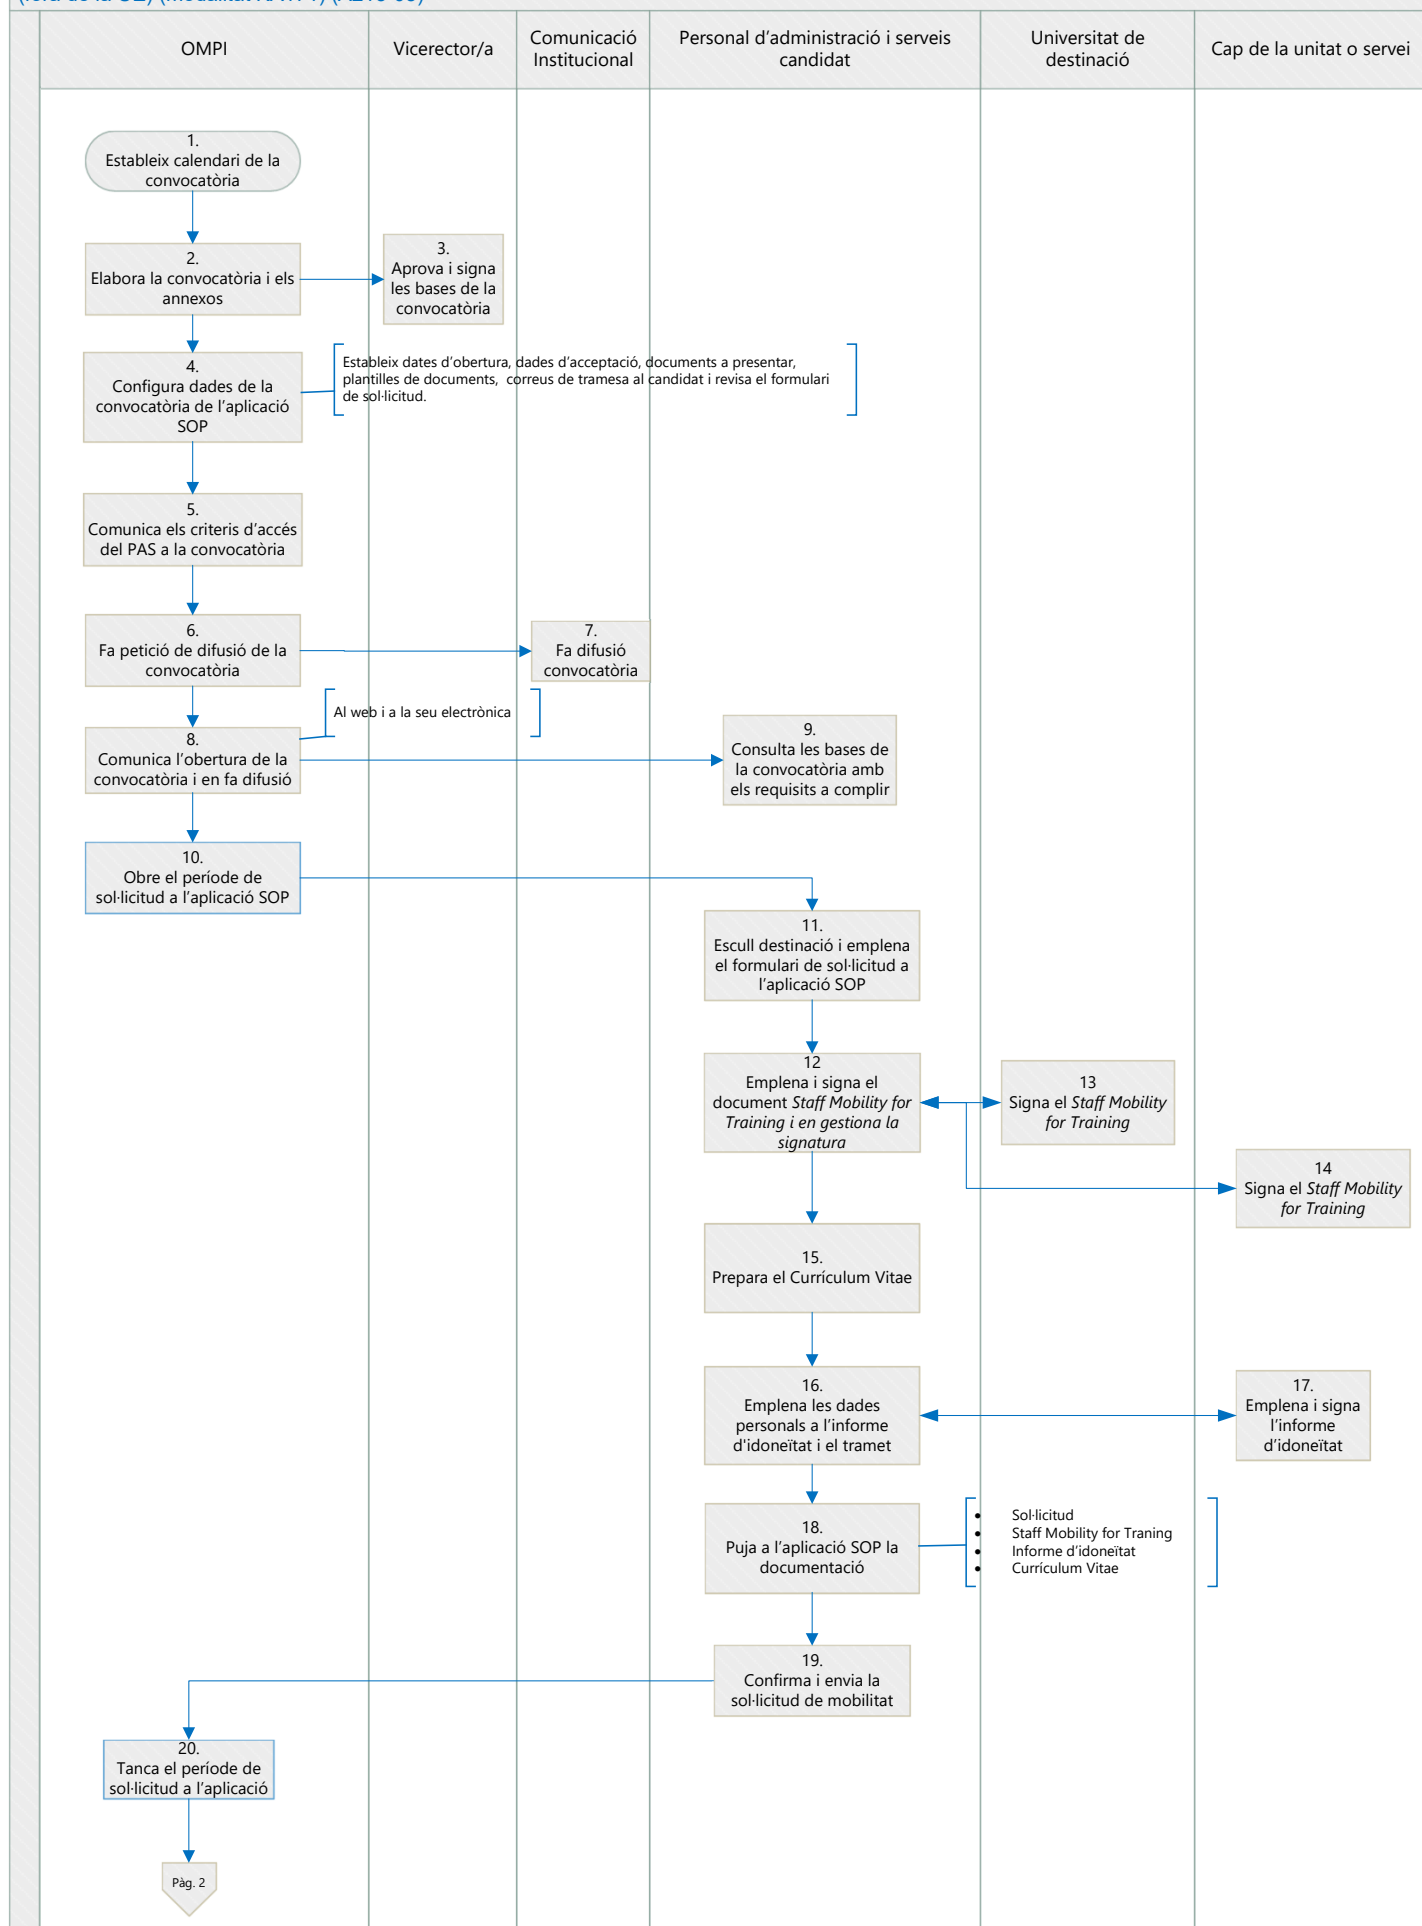 OMPI
Vicerector/a
Comunicació
Institucional
Personal d’administració i serveis
candidat
Universitat de
destinació
Cap de la unitat o servei
1.
Estableix calendari de la
convocatòria
2.
Elabora la convocatòria i els
annexos
3.
Aprova i signa
les bases de la
convocatòria
4.
Configura dades de la
convocatòria de l’aplicació
SOP
Estableix dates d’obertura, dades d’acceptació, documents a presentar,
plantilles de documents, correus de tramesa al candidat i revisa el formulari
de sol·licitud.
5.
Comunica els criteris d’accés
del PAS a la convocatòria
6.
Fa petició de difusió de la
convocatòria
7.
Fa difusió
convocatòria
Al web i a la seu electrònica
8.
Comunica l’obertura de la
convocatòria i en fa difusió
9.
Consulta les bases de
la convocatòria amb
els requisits a complir
10.
Obre el període de
sol·licitud a l’aplicació SOP
11.
Escull destinació i emplena
el formulari de sol·licitud a
l’aplicació SOP
12
Emplena i signa el
document Staff Mobility for
Training i en gestiona la
signatura
13
Signa el Staff Mobility
for Training
14
Signa el Staff Mobility
for Training
15.
Prepara el Currículum Vitae
16.
Emplena les dades
personals a l’informe
d'idoneïtat i el tramet
17.
Emplena i signa
l’informe
d’idoneïtat
18.
Puja a l’aplicació SOP la
documentació
• Sol·licitud
• Staff Mobility for Traning
• Informe d’idoneïtat
• Currículum Vitae
19.
Confirma i envia la
sol·licitud de mobilitat
20.
Tanca el període de
sol·licitud a l’aplicació
Pàg. 2